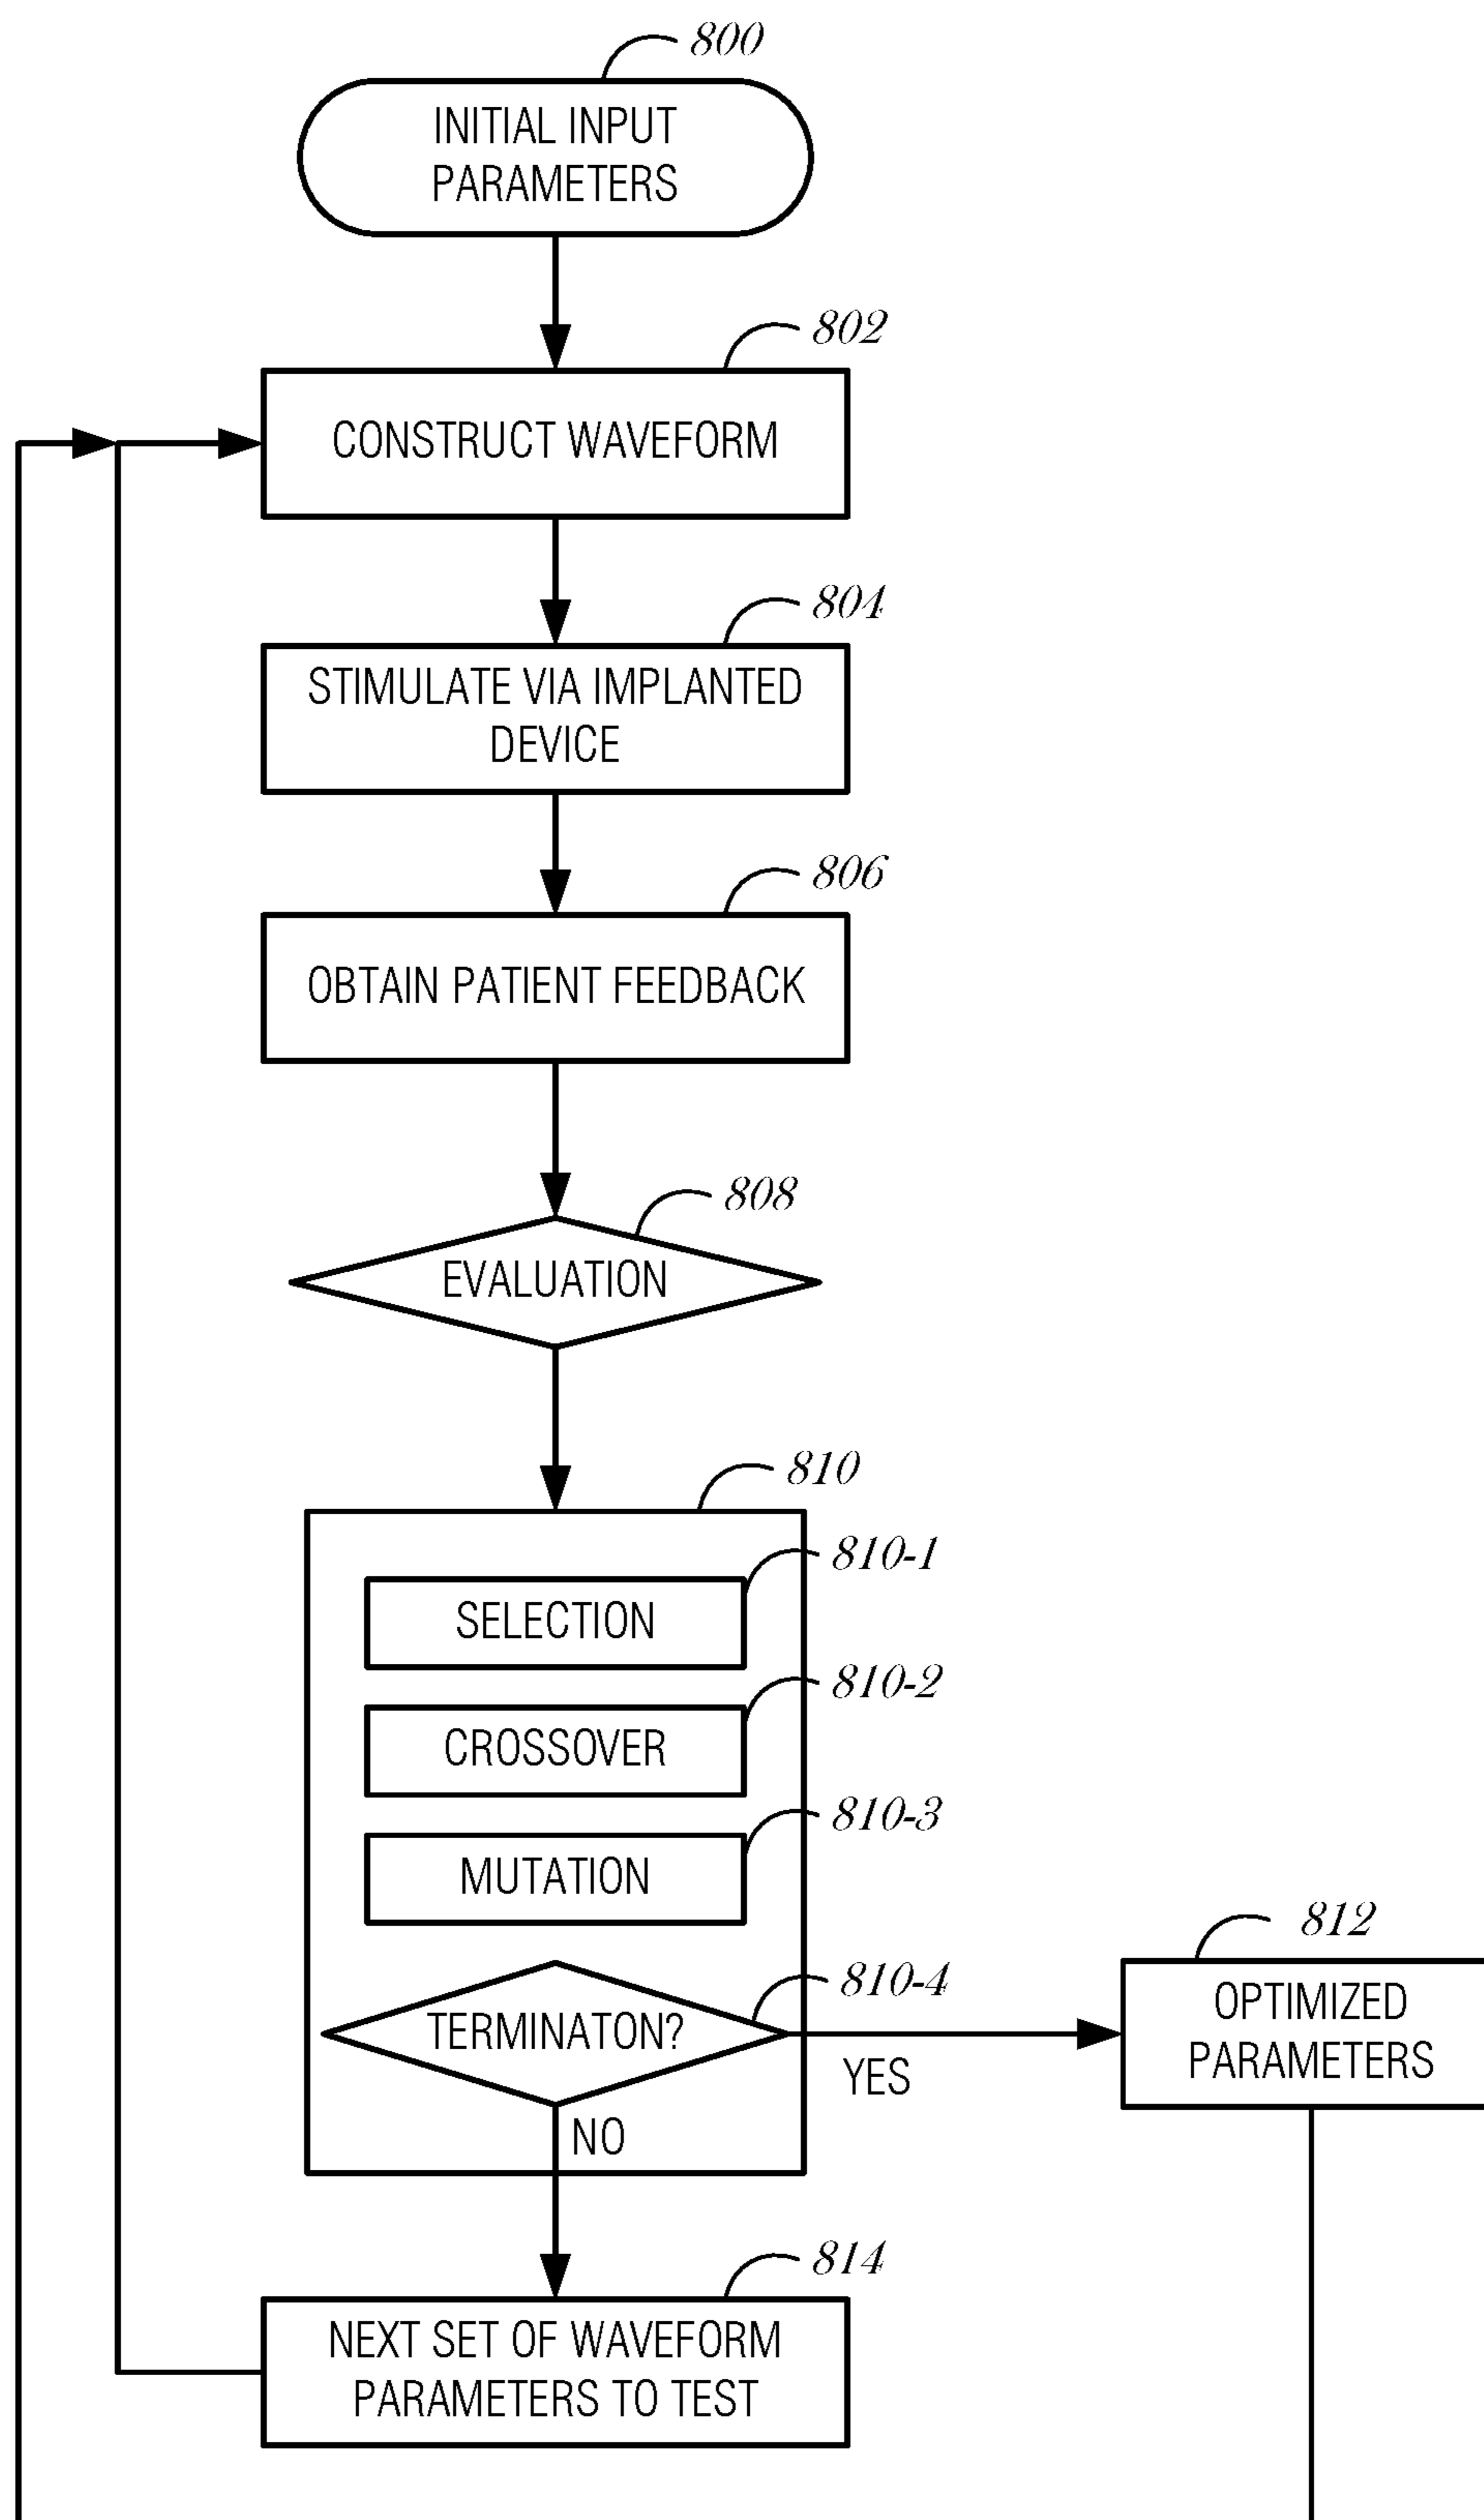 800
INITIAL INPUT
PARAMETERS
802
CONSTRUCT WAVEFORM
804
STIMULATE VIA IMPLANTED
DEVICE
806
OBTAIN PATIENT FEEDBACK
808
EVALUATION
810
810-1
SELECTION
810-2
CROSSOVER
810-3
MUTATION
812
810-4
OPTIMIZED
PARAMETERS
TERMINATON?
YES
NO
814
NEXT SET OF WAVEFORM
PARAMETERS TO TEST